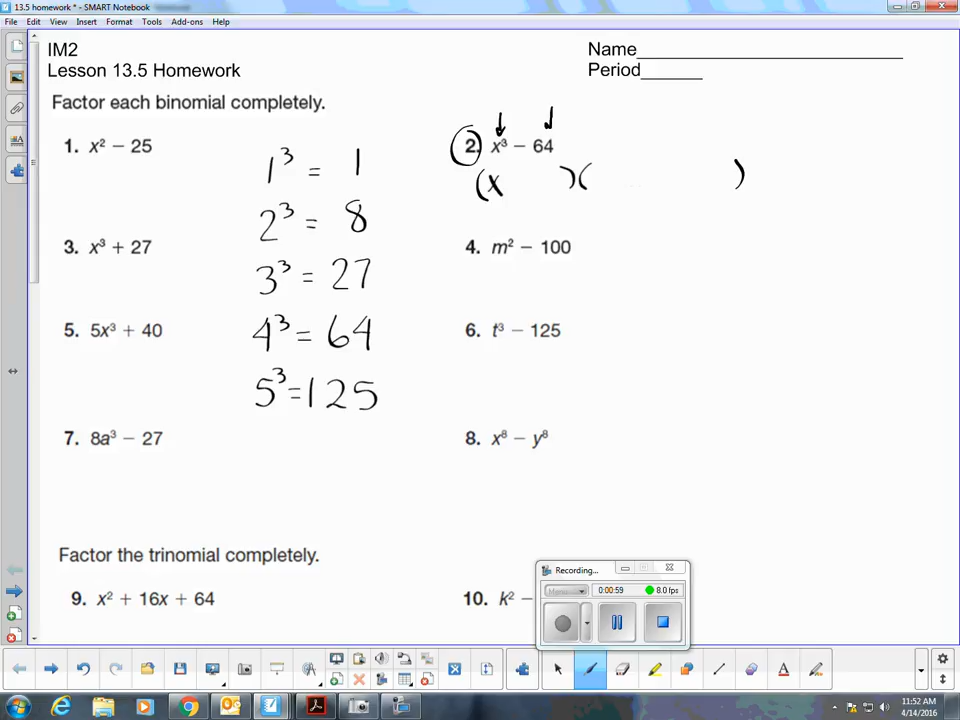 13.5 homework * - SMART Notebook
File Edit View Insert Format Tools Add-ons Help
IM2
Name
Lesson 13.5 Homework
Period
Factor each binomial completely.
1. x² − 25
2. x³ − 64
(x )( )
1³ = 1
2³ = 8
3. x³ + 27
4. m² − 100
3³ = 27
5. 5x³ + 40
6. t³ − 125
4³ = 64
5³ = 125
7. 8a³ − 27
8. x⁸ − y⁸
Factor the trinomial completely.
9. x² + 16x + 64
10. k² −
Recording...
0:00:59
8.0 fps
11:52 AM
4/14/2016